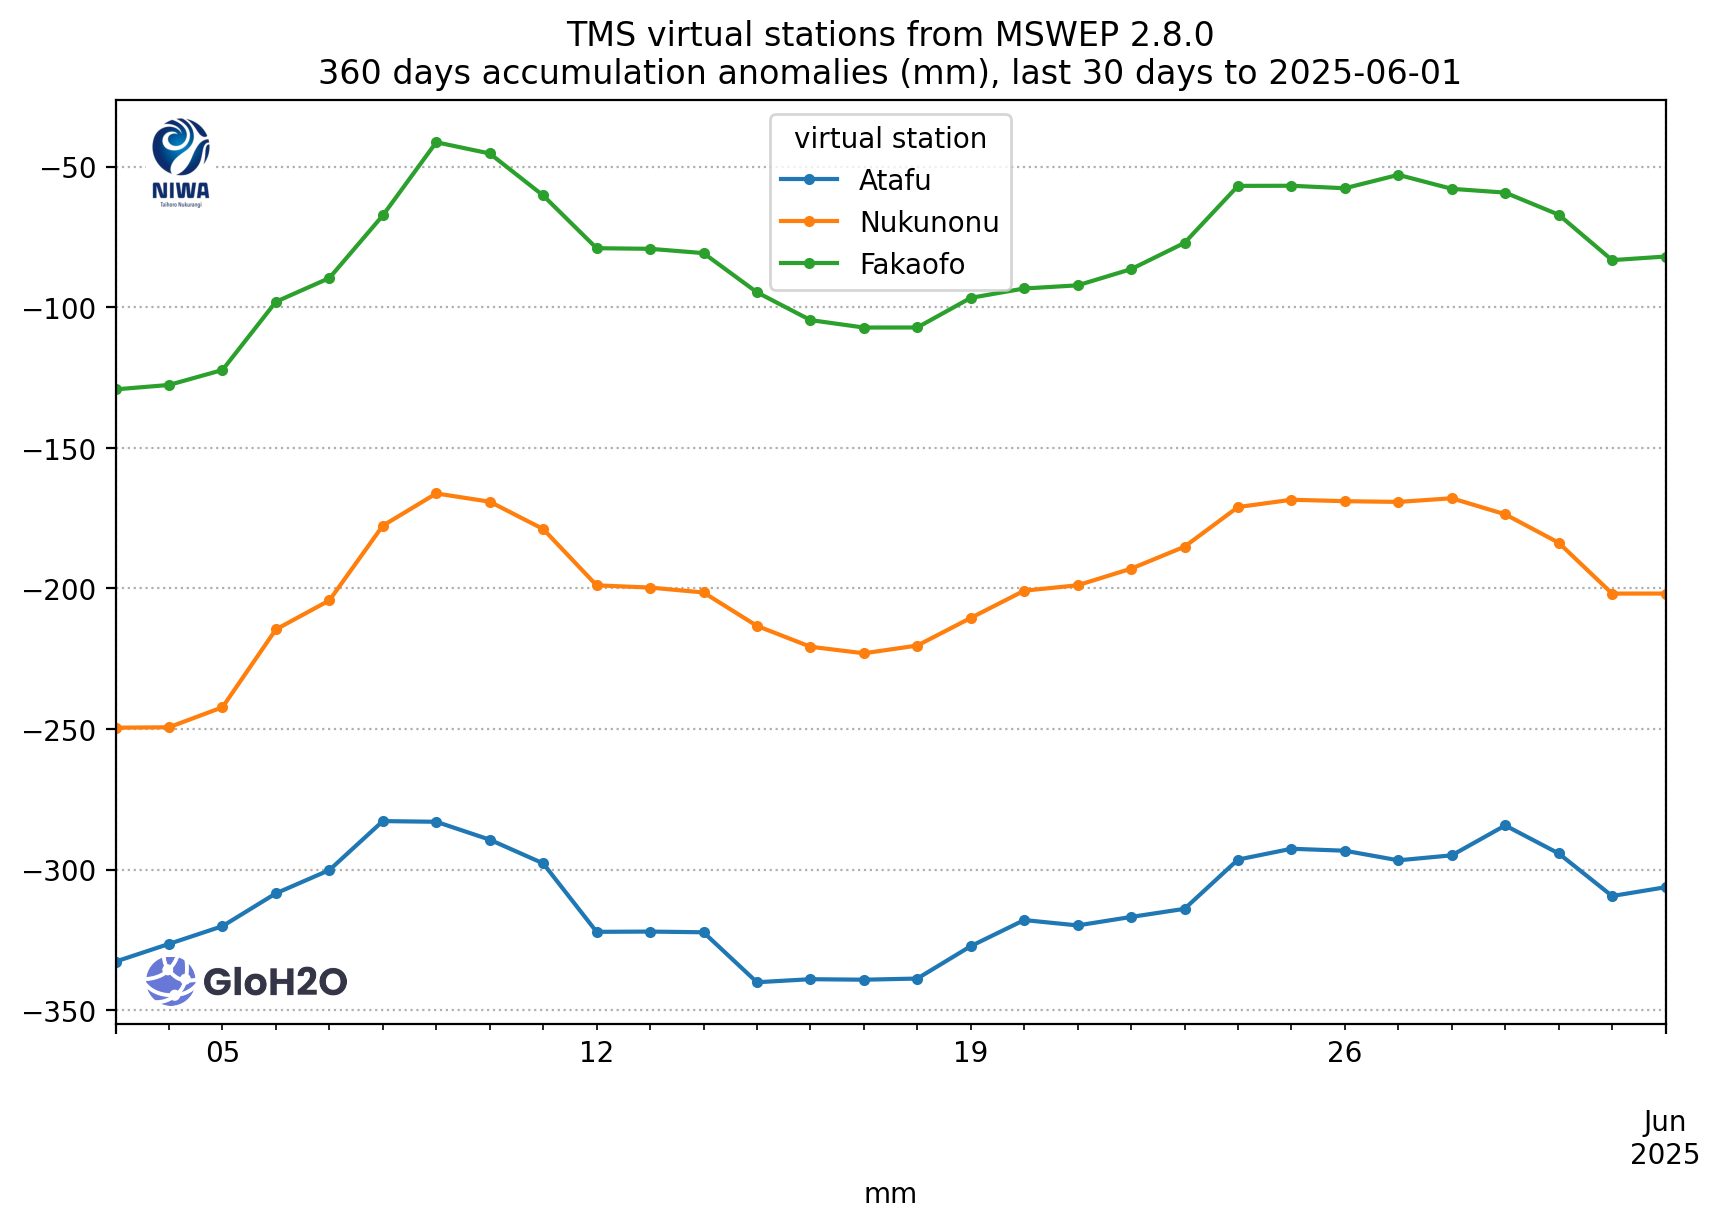 TMS virtual stations from MSWEP 2.8.0
360 days accumulation anomalies (mm), last 30 days to 2025-06-01
NIWA
Taihoro Nukurangi
virtual station
Atafu
Nukunonu
Fakaofo
−50
−100
−150
−200
−250
−300
−350
GloH2O
05
12
19
26
Jun
2025
mm